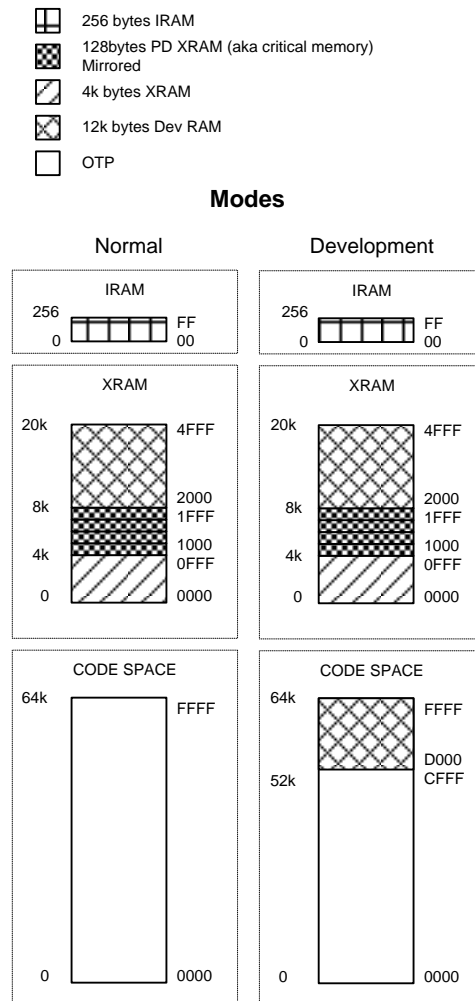 256 bytes IRAM
128bytes PD XRAM (aka critical memory)
Mirrored
4k bytes XRAM
12k bytes Dev RAM
OTP
Modes
Normal
IRAM
256
FF
0
00
XRAM
20k
4FFF
2000
8k
1FFF
1000
4k
0FFF
0
0000
CODE SPACE
64k
FFFF
0
0000
Development
IRAM
256
FF
0
00
XRAM
20k
4FFF
2000
8k
1FFF
1000
4k
0FFF
0
0000
CODE SPACE
64k
FFFF
D000
52k
CFFF
0
0000